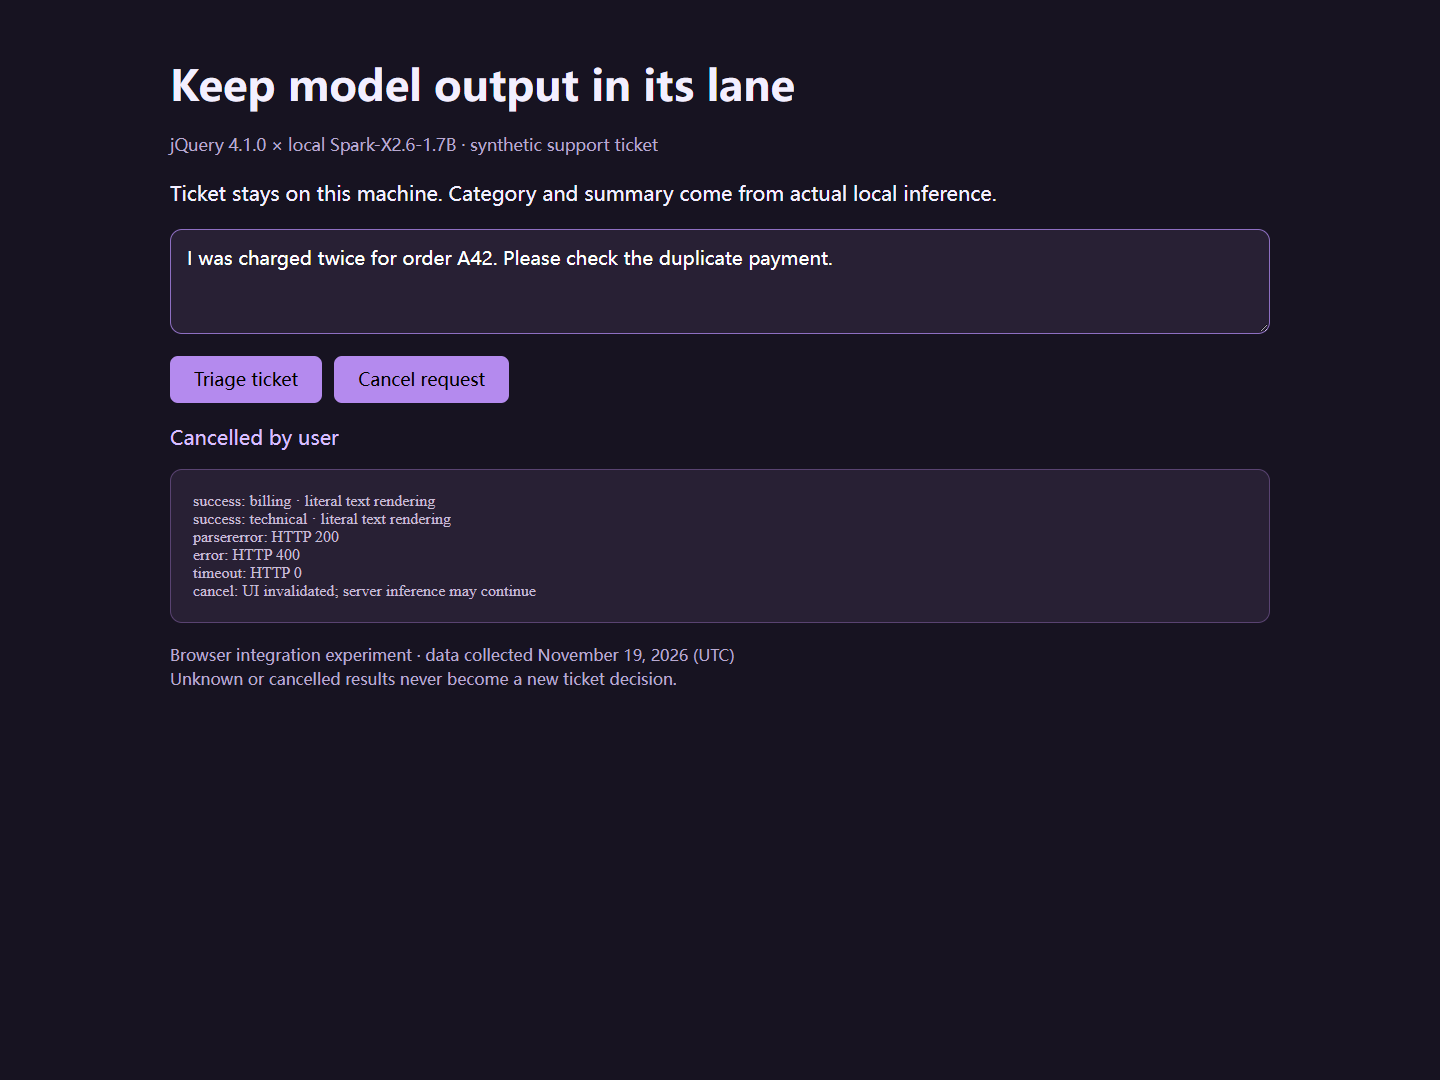 Keep model output in its lane
jQuery 4.1.0 × local Spark-X2.6-1.7B · synthetic support ticket
Ticket stays on this machine. Category and summary come from actual local inference.
I was charged twice for order A42. Please check the duplicate payment.
Triage ticket Cancel request
Cancelled by user
success: billing · literal text rendering
success: technical · literal text rendering
parsererror: HTTP 200
error: HTTP 400
timeout: HTTP 0
cancel: UI invalidated; server inference may continue
Browser integration experiment · data collected November 19, 2026 (UTC)
Unknown or cancelled results never become a new ticket decision.